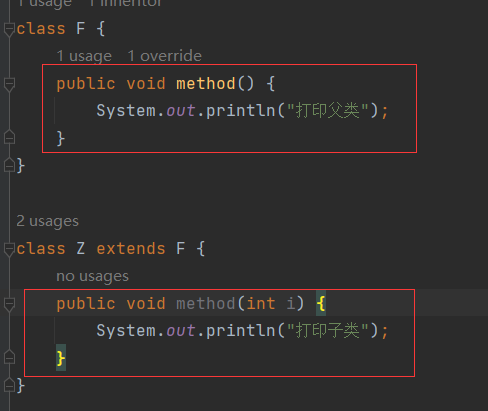 1 usage   1 inheritor
class F {
1 usage   1 override
public void method() {
System.out.println("打印父类");
}
}
2 usages
class Z extends F {
no usages
public void method(int i) {
System.out.println("打印子类");
}
}